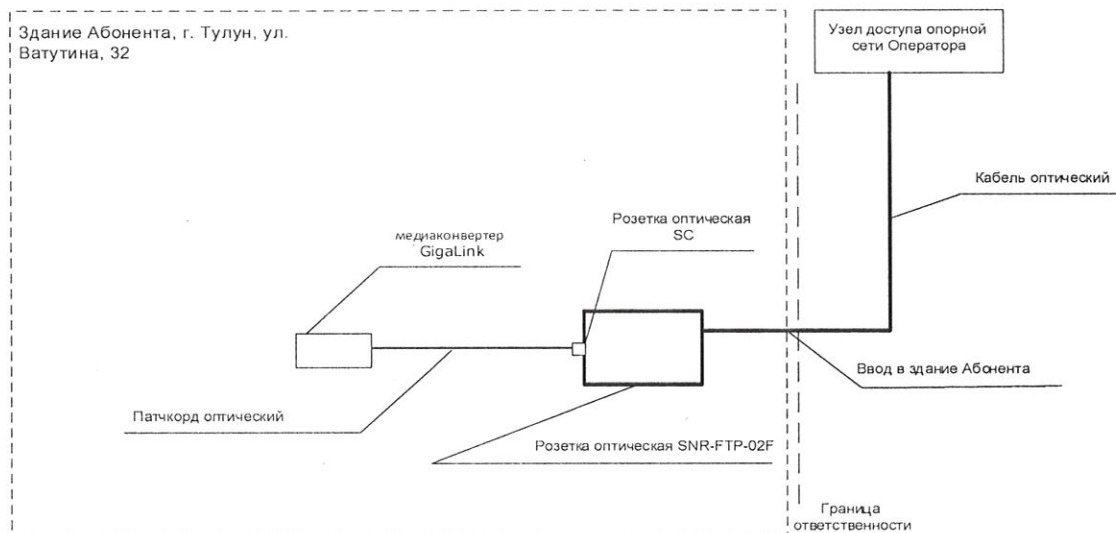 Здание Абонента, г. Тулун, ул.
Ватутина, 32
Узел доступа опорной
сети Оператора
Кабель оптический
Розетка оптическая
SC
медиаконвертер
GigaLink
Ввод в здание Абонента
Патчкорд оптический
Розетка оптическая SNR-FTP-02F
Граница
ответственности